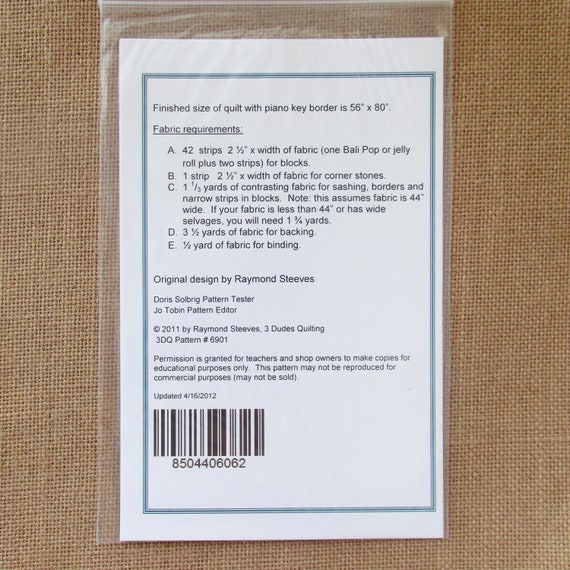 Finished size of quilt with piano key border is 56" x 80".
Fabric requirements:
A. 42 strips 2 ½" x width of fabric (one Bali Pop or jelly
roll plus two strips) for blocks.
B. 1 strip 2 ½" x width of fabric for corner stones.
C. 1 ¹/₃ yards of contrasting fabric for sashing, borders and
narrow strips in blocks. Note: this assumes fabric is 44"
wide. If your fabric is less than 44" or has wide
selvages, you will need 1 ¾ yards.
D. 3 ½ yards of fabric for backing.
E. ½ yard of fabric for binding.
Original design by Raymond Steeves
Doris Solbrig Pattern Tester
Jo Tobin Pattern Editor
© 2011 by Raymond Steeves, 3 Dudes Quilting
3DQ Pattern # 6901
Permission is granted for teachers and shop owners to make copies for
educational purposes only. This pattern may not be reproduced for
commercial purposes (may not be sold).
Updated 4/16/2012
8504406062